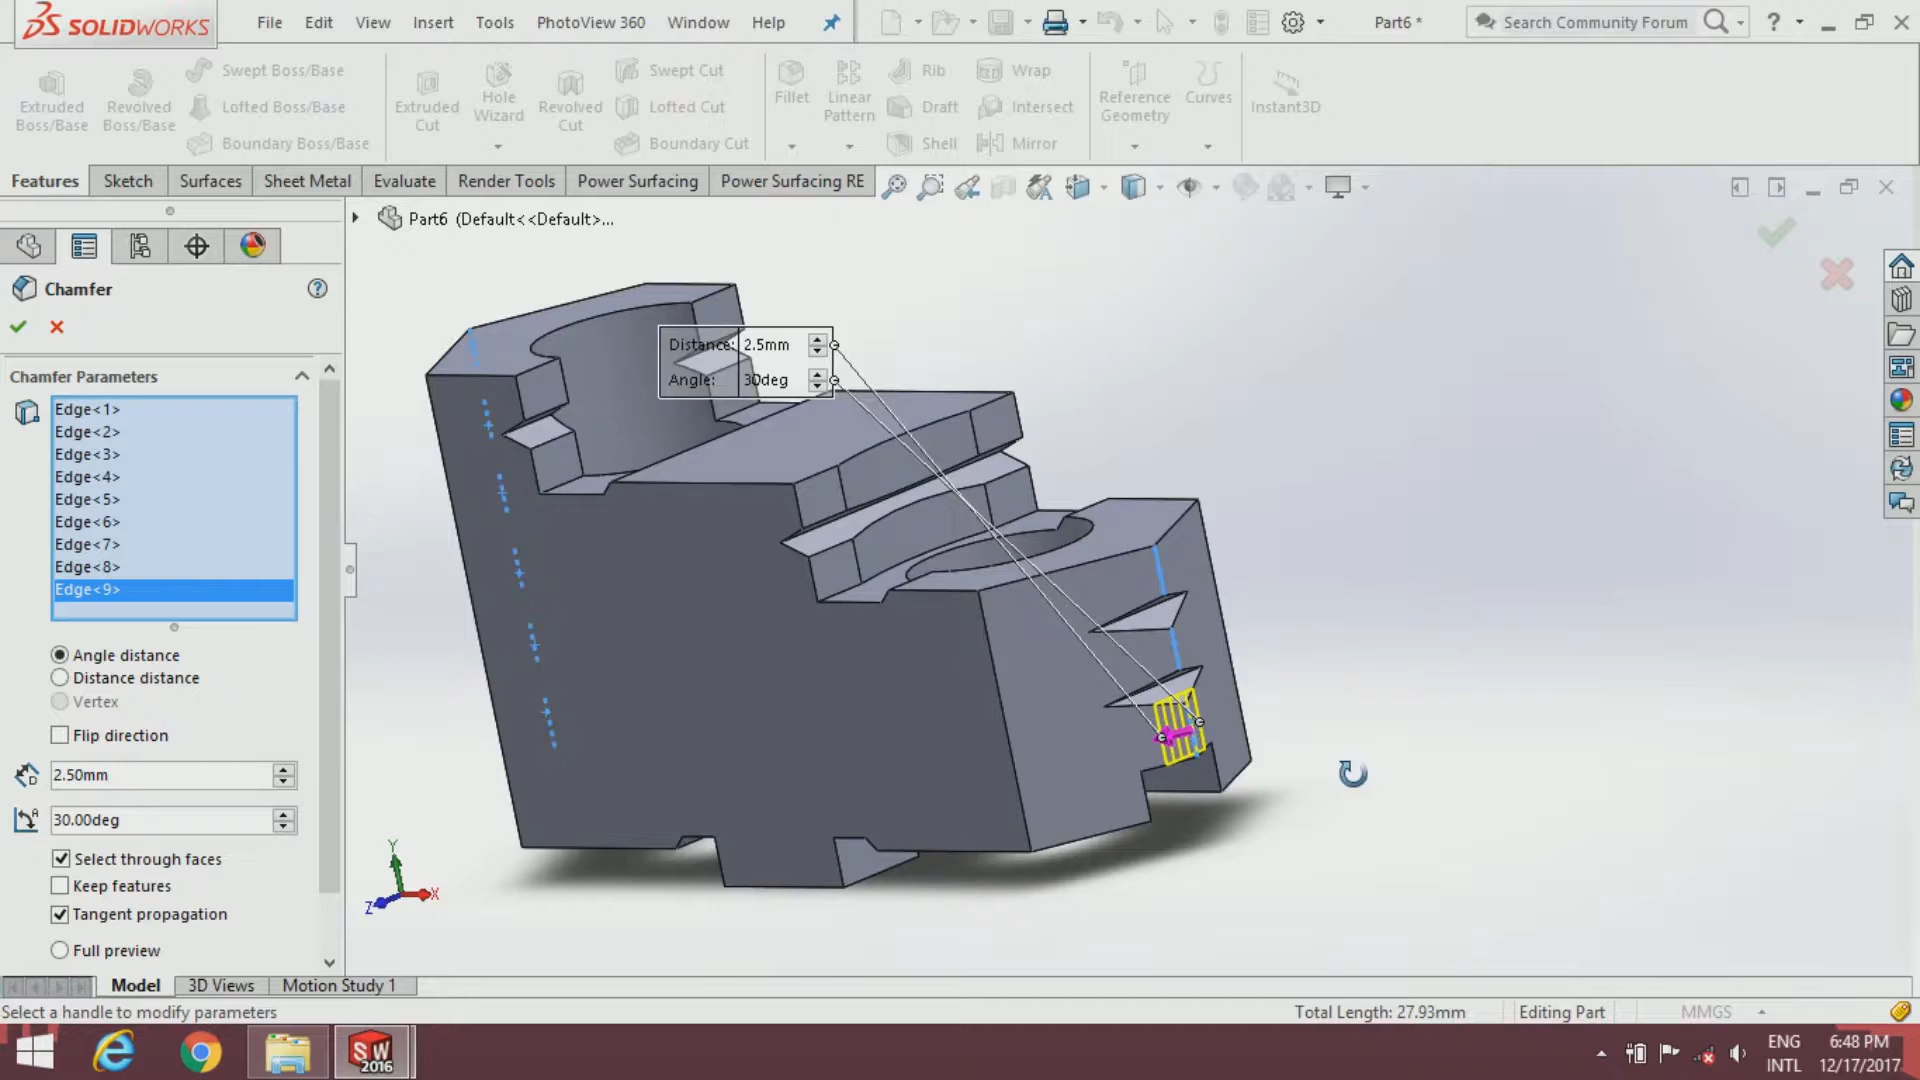 SOLIDWORKS File Edit View Insert Tools PhotoView 360 Window Help Part6 * Search Community Forum ?
Extruded Boss/Base
Revolved Boss/Base
Swept Boss/Base
Lofted Boss/Base
Boundary Boss/Base
Extruded Cut
Hole Wizard
Revolved Cut
Swept Cut
Lofted Cut
Boundary Cut
Fillet
Linear Pattern
Rib
Draft
Shell
Wrap
Intersect
Mirror
Reference Geometry
Curves
Instant3D
Features Sketch Surfaces Sheet Metal Evaluate Render Tools Power Surfacing Power Surfacing RE
Part6 (Default<<Default>...
Chamfer ?
Chamfer Parameters
Edge<1>
Edge<2>
Edge<3>
Edge<4>
Edge<5>
Edge<6>
Edge<7>
Edge<8>
Edge<9>
Angle distance
Distance distance
Vertex
Flip direction
2.50mm
30.00deg
Select through faces
Keep features
Tangent propagation
Full preview
Distance: 2.5mm
Angle: 30deg
Y
X
Z
Model 3D Views Motion Study 1
Select a handle to modify parameters Total Length: 27.93mm Editing Part MMGS
SW 2016
ENG 6:48 PM
INTL 12/17/2017